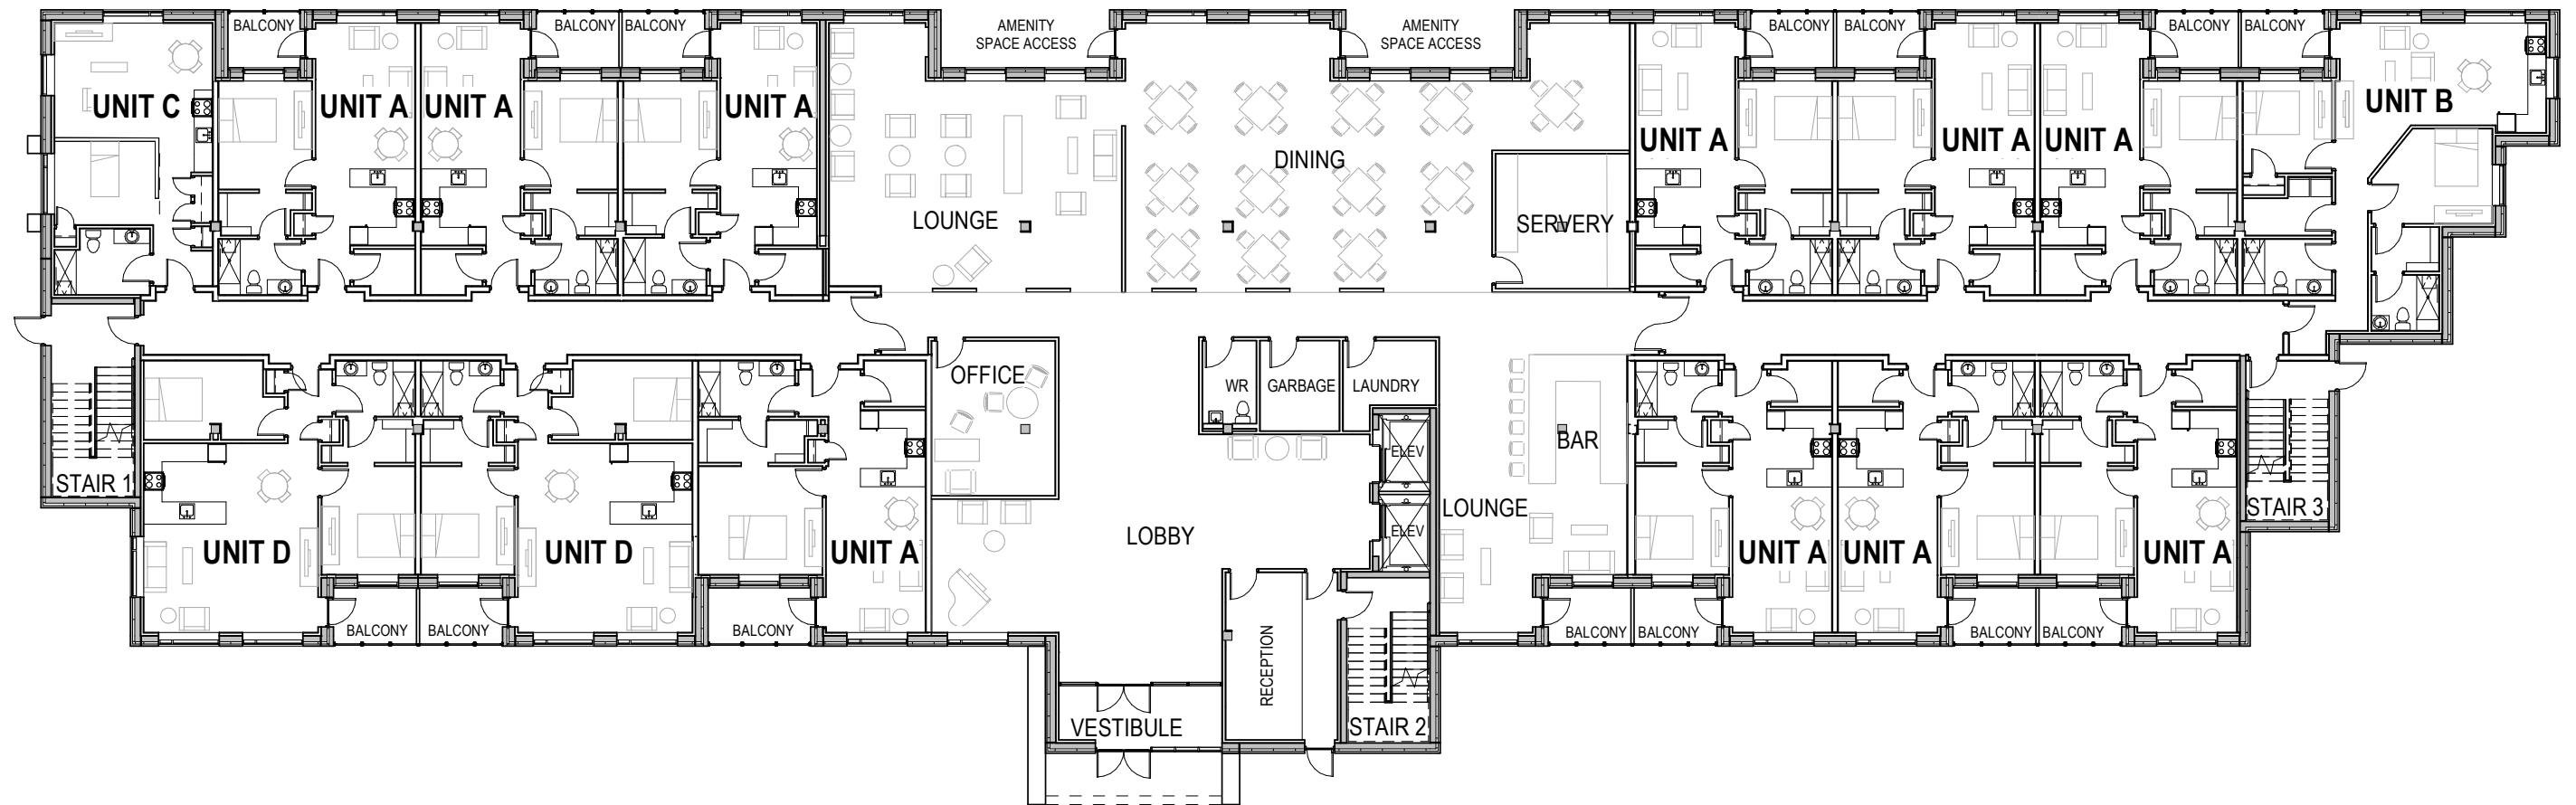 BALCONY
BALCONY
BALCONY
AMENITY
SPACE ACCESS
AMENITY
SPACE ACCESS
BALCONY
BALCONY
BALCONY
BALCONY
UNIT C
UNIT A
UNIT A
UNIT A
UNIT A
UNIT A
UNIT A
UNIT B
DINING
LOUNGE
SERVERY
OFFICE
WR
GARBAGE
LAUNDRY
BAR
ELEV
ELEV
STAIR 1
LOUNGE
STAIR 3
LOBBY
UNIT D
UNIT D
UNIT A
UNIT A
UNIT A
UNIT A
BALCONY
BALCONY
BALCONY
BALCONY
BALCONY
BALCONY
BALCONY
RECEPTION
VESTIBULE
STAIR 2